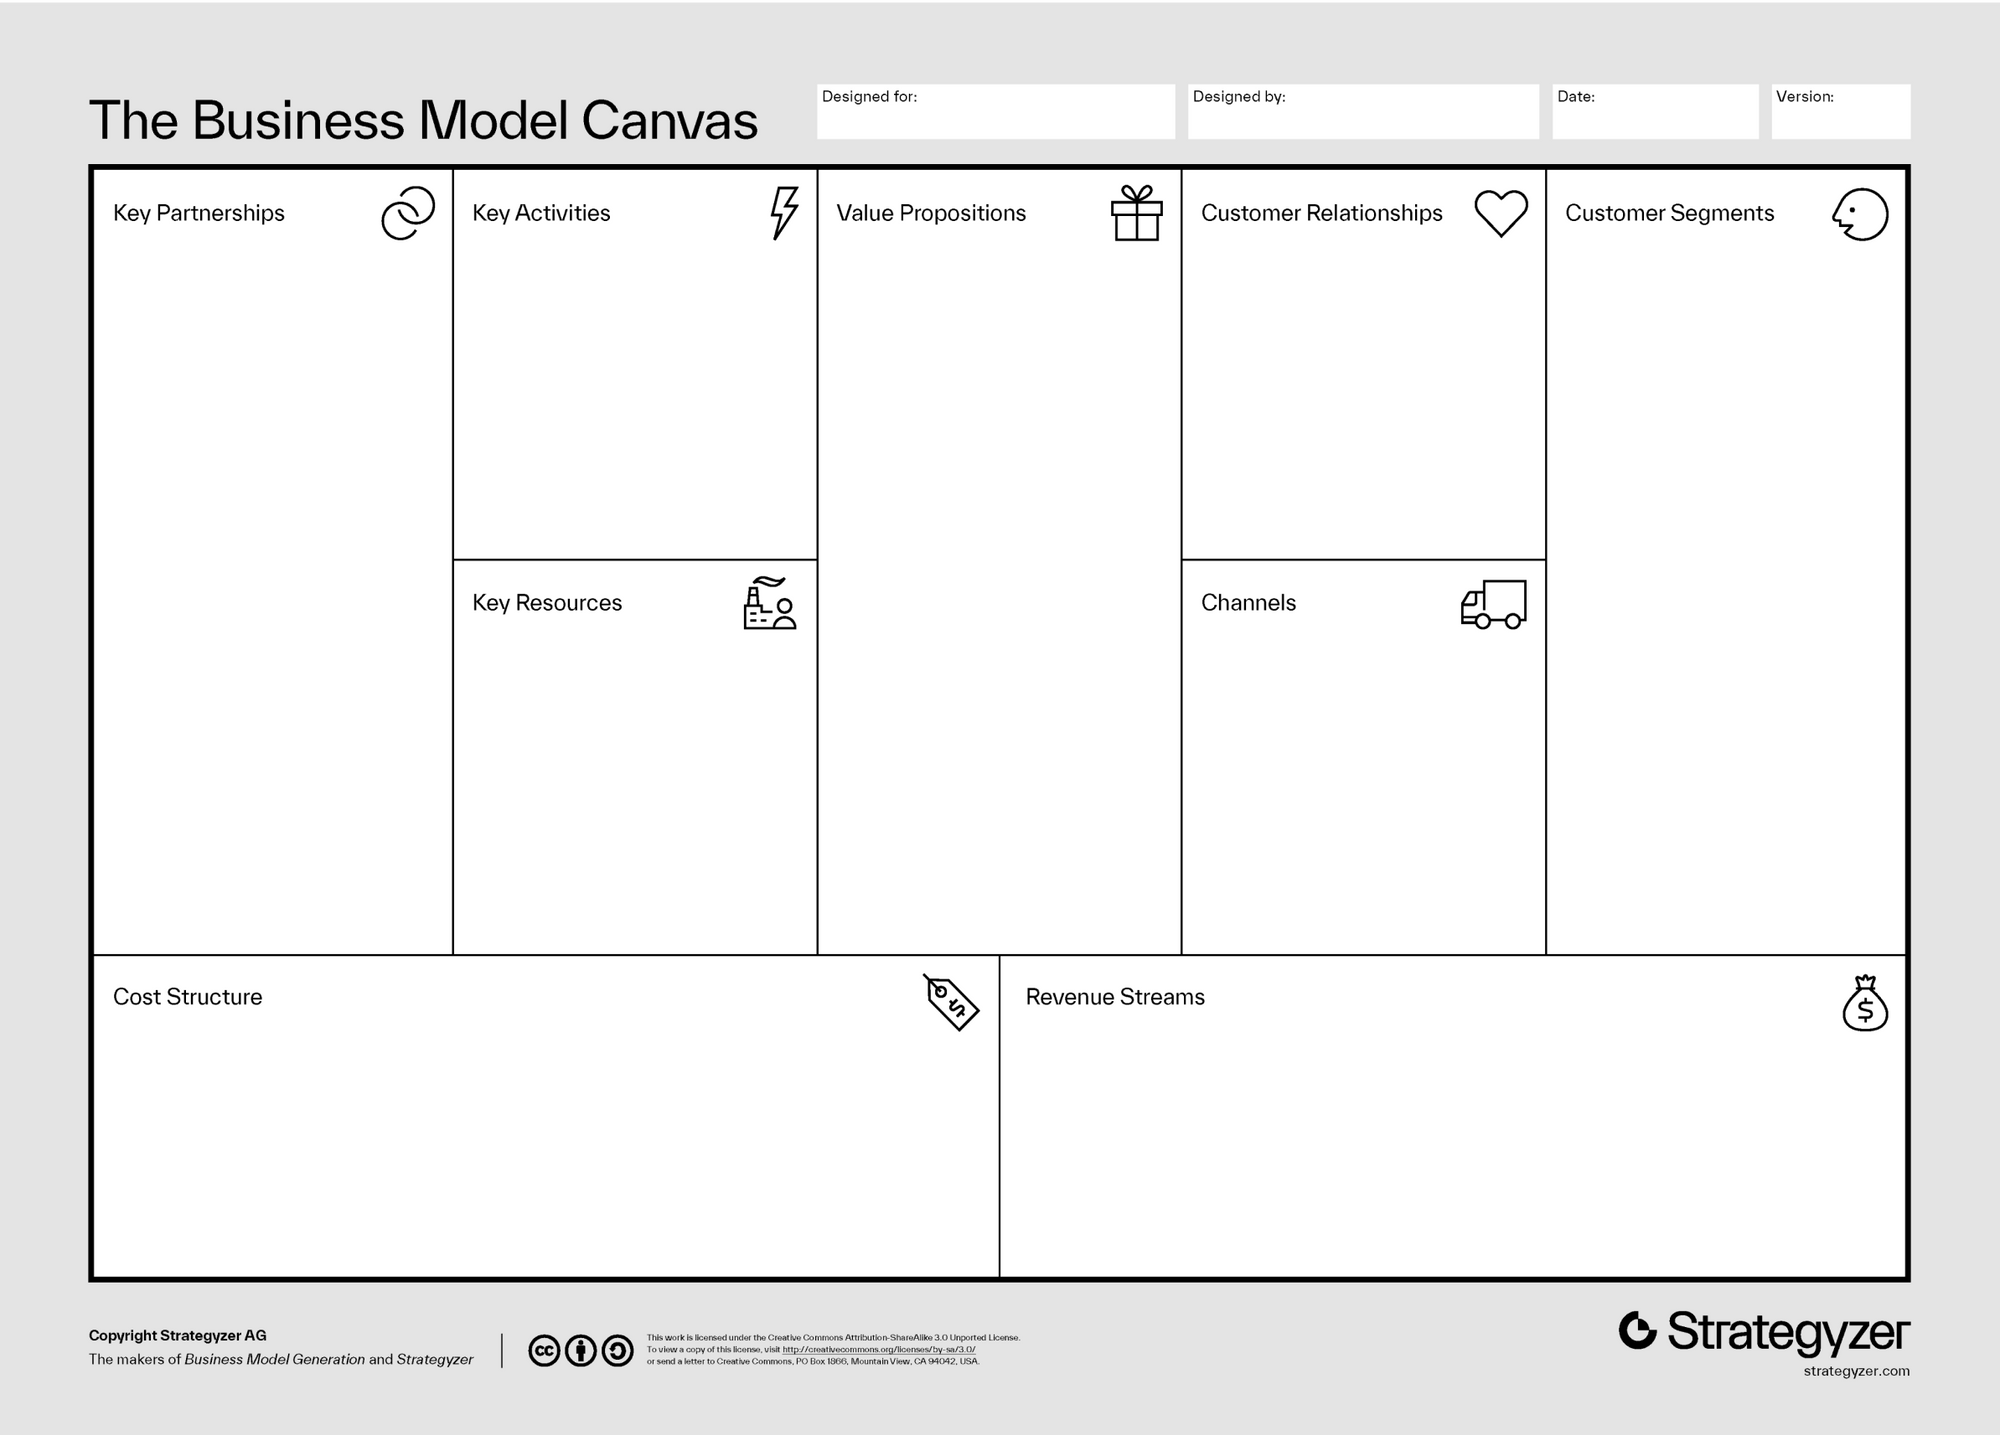 The Business Model Canvas
Designed for:
Designed by:
Date:
Version:
Key Partnerships
Key Activities
Value Propositions
Customer Relationships
Customer Segments
Key Resources
Channels
Cost Structure
$
Revenue Streams
$
Copyright Strategyzer AG
The makers of Business Model Generation and Strategyzer
cc
This work is licensed under the Creative Commons Attribution-ShareAlike 3.0 Unported License.
To view a copy of this license, visit http://creativecommons.org/licenses/by-sa/3.0/
or send a letter to Creative Commons, PO Box 1866, Mountain View, CA 94042, USA.
Strategyzer
strategyzer.com